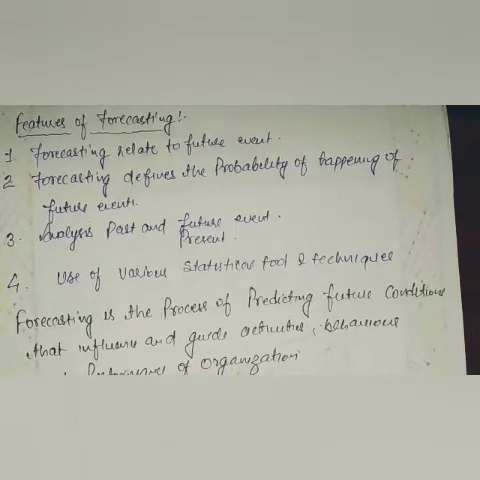 Features of Forecasting:-
1 Forecasting relate to future event.
2 Forecasting defines the Probability of happening of
future events.
3. Analysis Past and future event.
Present.
4. Use of various Statistical tool & techniques
Forecasting is the Process of Predicting future Conditions
that influence and guide activities, behaviour
Performance of organization